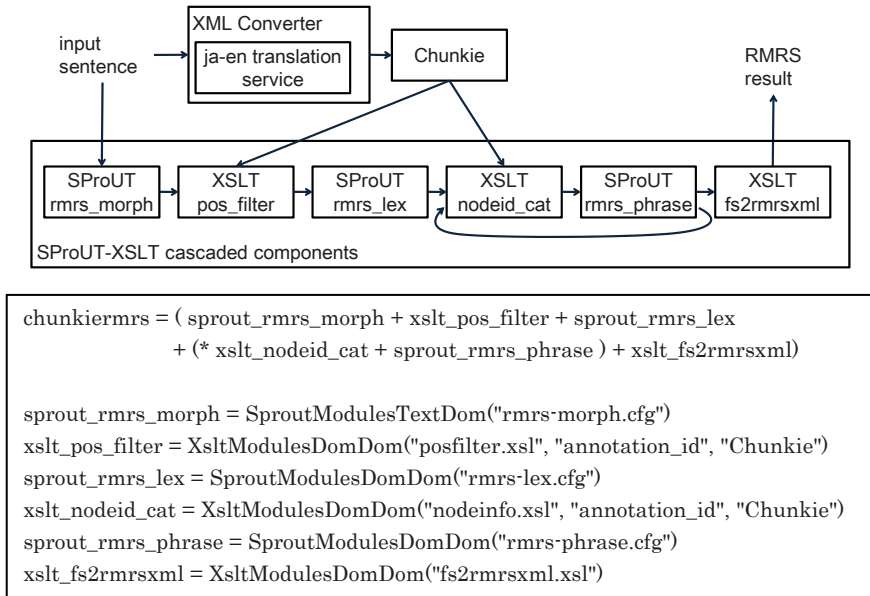 input
sentence
XML Converter
ja-en translation
service
Chunkie
RMRS
result
SProUT
rmrs_morph
XSLT
pos_filter
SProUT
rmrs_lex
XSLT
nodeid_cat
SProUT
rmrs_phrase
XSLT
fs2rmrsxml
SProUT-XSLT cascaded components
chunkiermrs = ( sprout_rmrs_morph + xslt_pos_filter + sprout_rmrs_lex
+ (* xslt_nodeid_cat + sprout_rmrs_phrase ) + xslt_fs2rmrsxml)
sprout_rmrs_morph = SproutModulesTextDom("rmrs-morph.cfg")
xslt_pos_filter = XsltModulesDomDom("posfilter.xsl", "annotation_id", "Chunkie")
sprout_rmrs_lex = SproutModulesDomDom("rmrs-lex.cfg")
xslt_nodeid_cat = XsltModulesDomDom("nodeinfo.xsl", "annotation_id", "Chunkie")
sprout_rmrs_phrase = SproutModulesDomDom("rmrs-phrase.cfg")
xslt_fs2rmrsxml = XsltModulesDomDom("fs2rmrsxml.xsl")